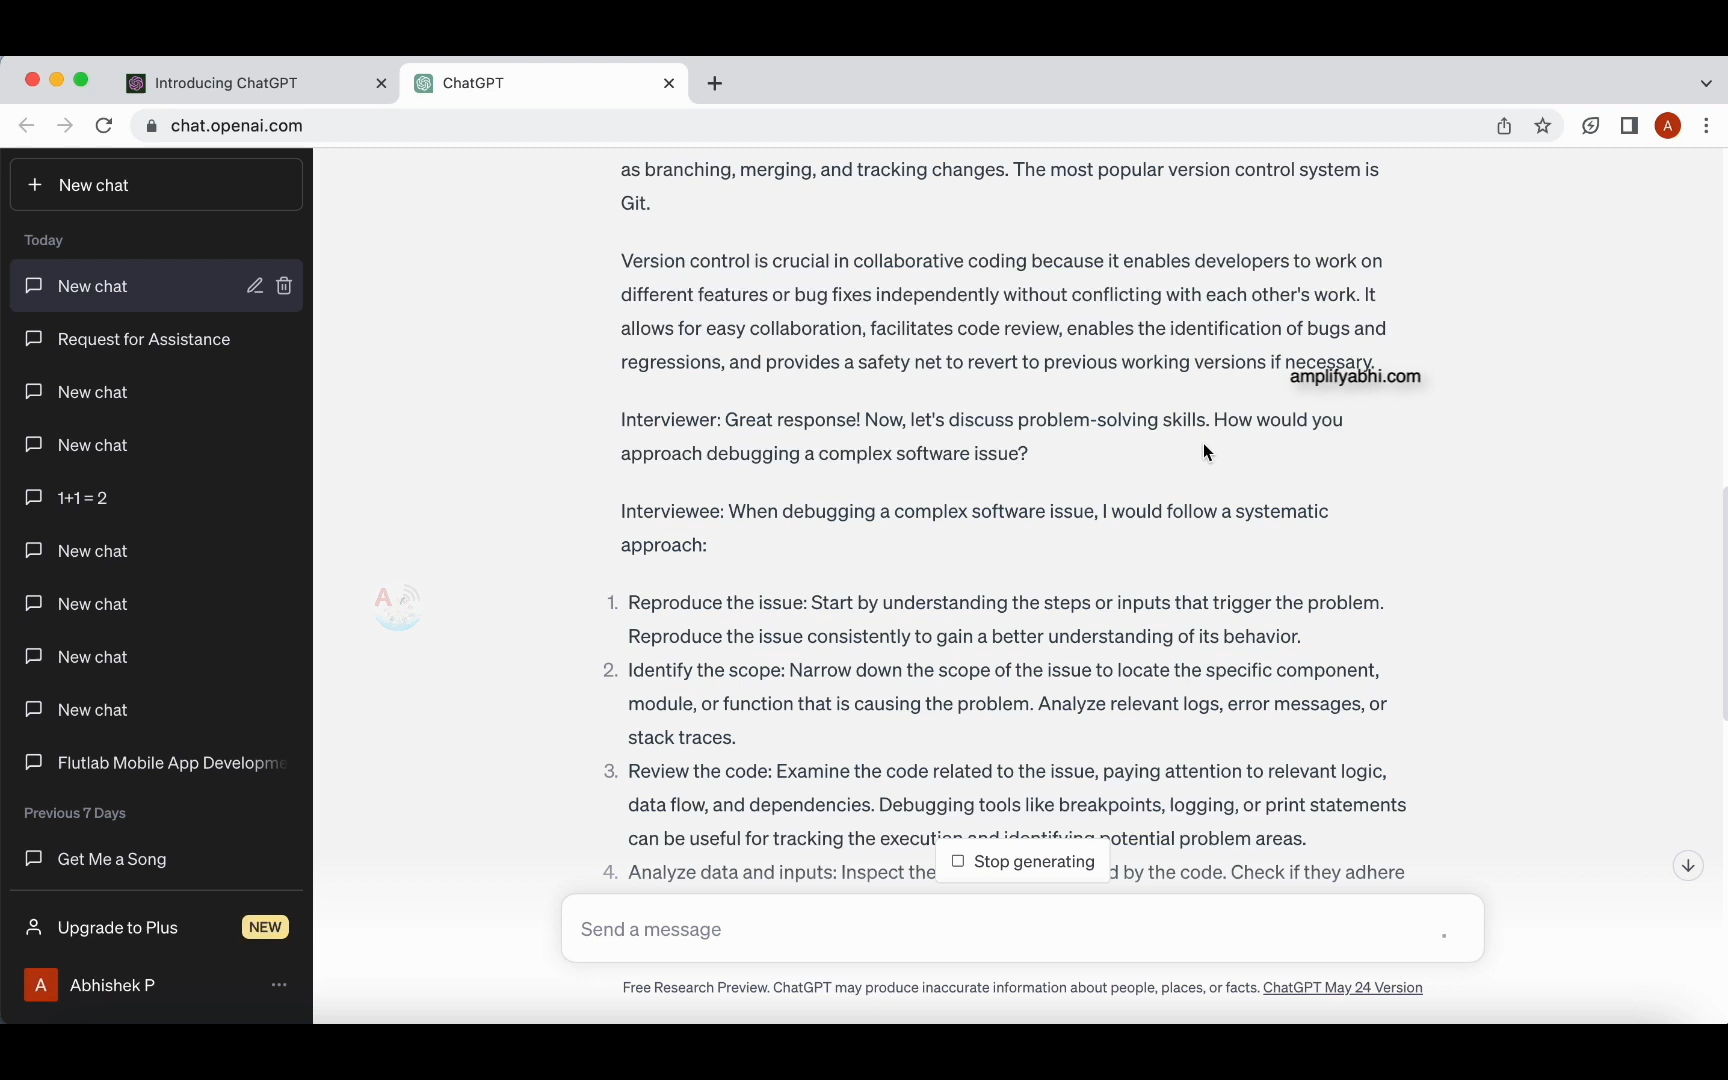 Introducing ChatGPT
ChatGPT
chat.openai.com
A
New chat
Today
New chat
Request for Assistance
New chat
New chat
1+1 = 2
New chat
New chat
New chat
New chat
Flutlab Mobile App Developme
Previous 7 Days
Get Me a Song
Upgrade to Plus NEW
A Abhishek P
as branching, merging, and tracking changes. The most popular version control system is
Git.
Version control is crucial in collaborative coding because it enables developers to work on
different features or bug fixes independently without conflicting with each other's work. It
allows for easy collaboration, facilitates code review, enables the identification of bugs and
regressions, and provides a safety net to revert to previous working versions if necessary.
amplifyabhi.com
Interviewer: Great response! Now, let's discuss problem-solving skills. How would you
approach debugging a complex software issue?
Interviewee: When debugging a complex software issue, I would follow a systematic
approach:
A
1. Reproduce the issue: Start by understanding the steps or inputs that trigger the problem.
Reproduce the issue consistently to gain a better understanding of its behavior.
2. Identify the scope: Narrow down the scope of the issue to locate the specific component,
module, or function that is causing the problem. Analyze relevant logs, error messages, or
stack traces.
3. Review the code: Examine the code related to the issue, paying attention to relevant logic,
data flow, and dependencies. Debugging tools like breakpoints, logging, or print statements
can be useful for tracking the execution and identifying potential problem areas.
4. Analyze data and inputs: Inspect the d by the code. Check if they adhere
Stop generating
Send a message
Free Research Preview. ChatGPT may produce inaccurate information about people, places, or facts. ChatGPT May 24 Version